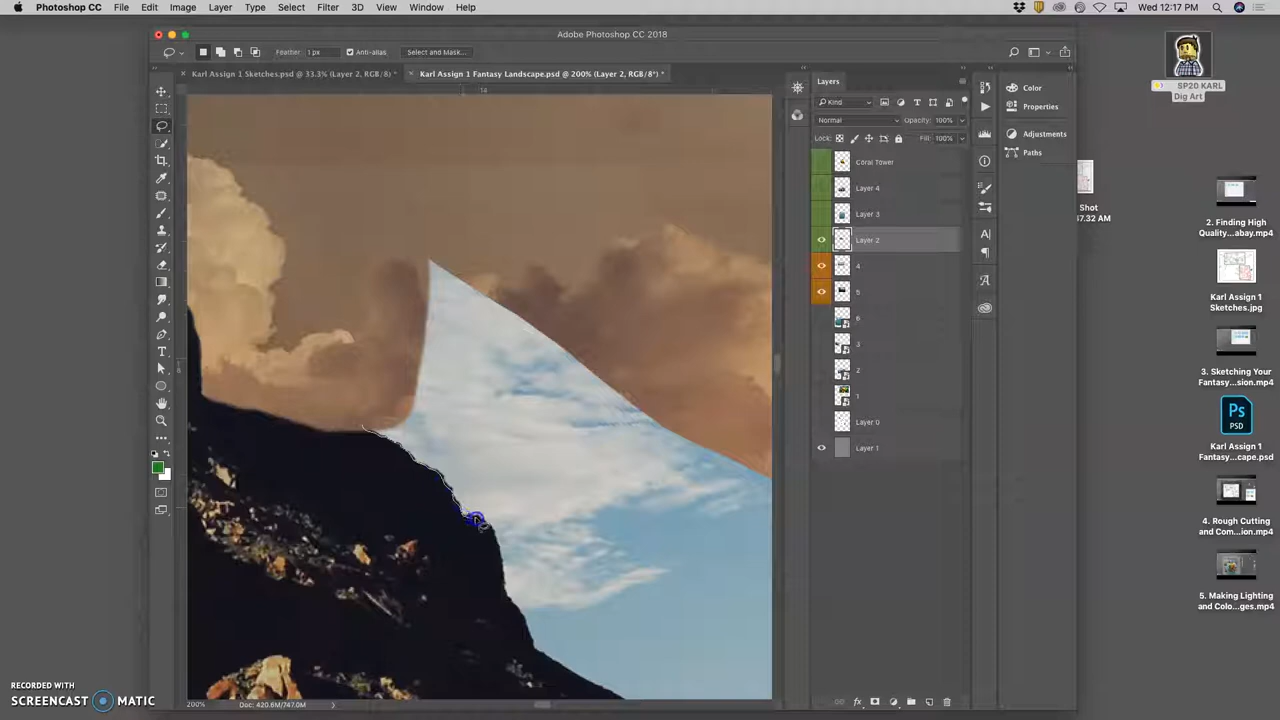 Photoshop CC File Edit Image Layer Type Select Filter 3D View Window Help Wed 12:17 PM
Adobe Photoshop CC 2018
Feather: 1 px Anti-alias Select and Mask...
Karl Assign 1 Sketches.psd @ 33.3% (Layer 2, RGB/8) * Karl Assign 1 Fantasy Landscape.psd @ 200% (Layer 2, RGB/8*) *
14
Layers
Kind
Normal Opacity: 100%
Lock: Fill: 100%
Coral Tower
Layer 4
Layer 3
Layer 2
4
5
6
3
2
1
Layer 0
Layer 1
Color
Properties
Adjustments
Paths
SP20 KARL
Dig Art
Shot
17.32 AM
2. Finding High
Quality...abay.mp4
Karl Assign 1
Sketches.jpg
3. Sketching Your
Fantasy...sion.mp4
Ps
PSD
Karl Assign 1
Fantasy...cape.psd
4. Rough Cutting
and Com...ion.mp4
5. Making Lighting
and Colo...ges.mp4
200% Doc: 420.6M/747.0M
RECORDED WITH
SCREENCAST MATIC